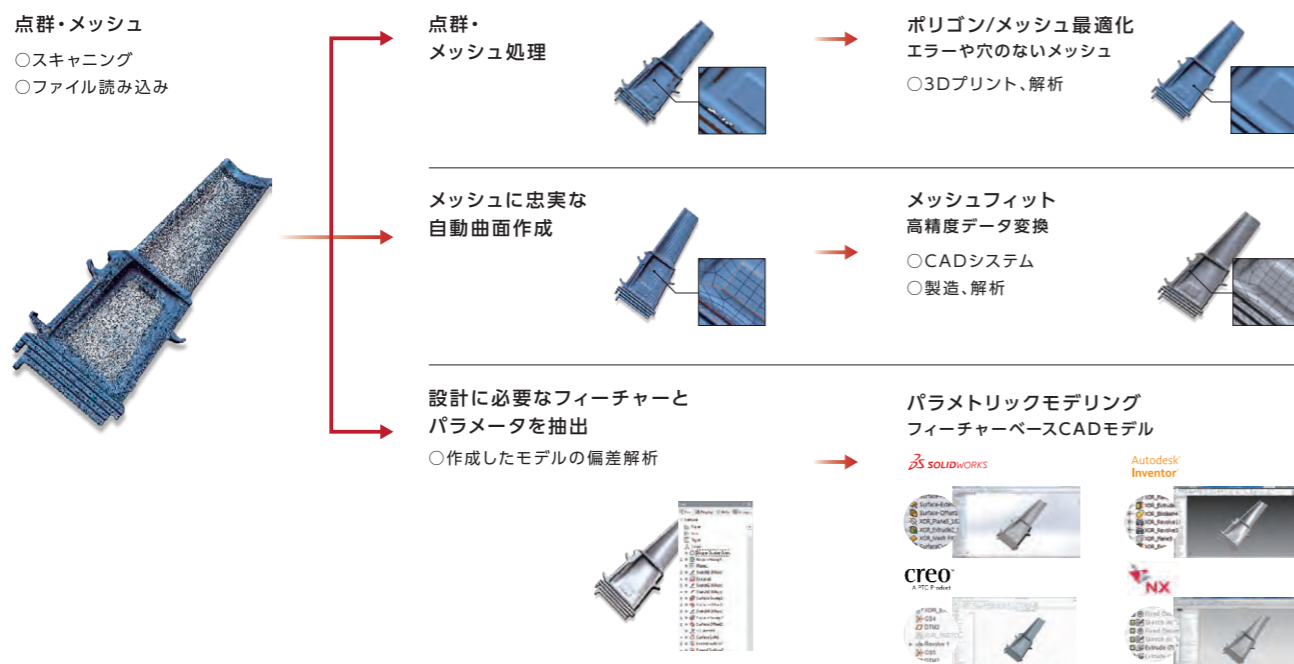 点群・メッシュ
○スキャニング
○ファイル読み込み
点群・
メッシュ処理
ポリゴン/メッシュ最適化
エラーや穴のないメッシュ
○3Dプリント、解析
メッシュに忠実な
自動曲面作成
メッシュフィット
高精度データ変換
○CADシステム
○製造、解析
設計に必要なフィーチャーと
パラメータを抽出
○作成したモデルの偏差解析
パラメトリックモデリング
フィーチャーベースCADモデル
SOLIDWORKS
Autodesk
Inventor
creo
A PTC Product
NX